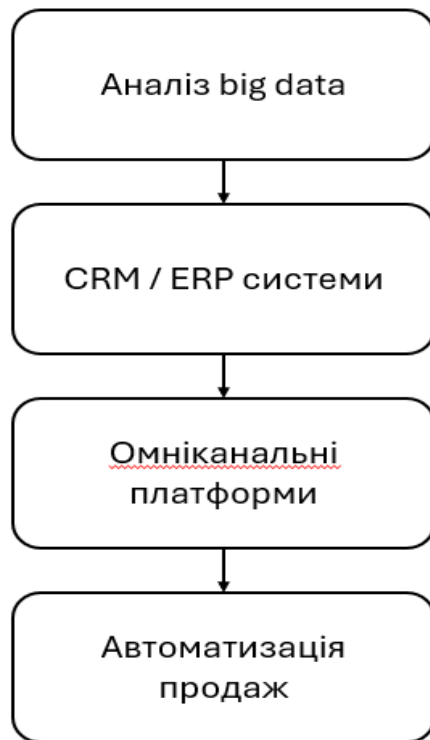 Аналіз big data
CRM / ERP системи
Омніканальні
платформи
Автоматизація
продаж